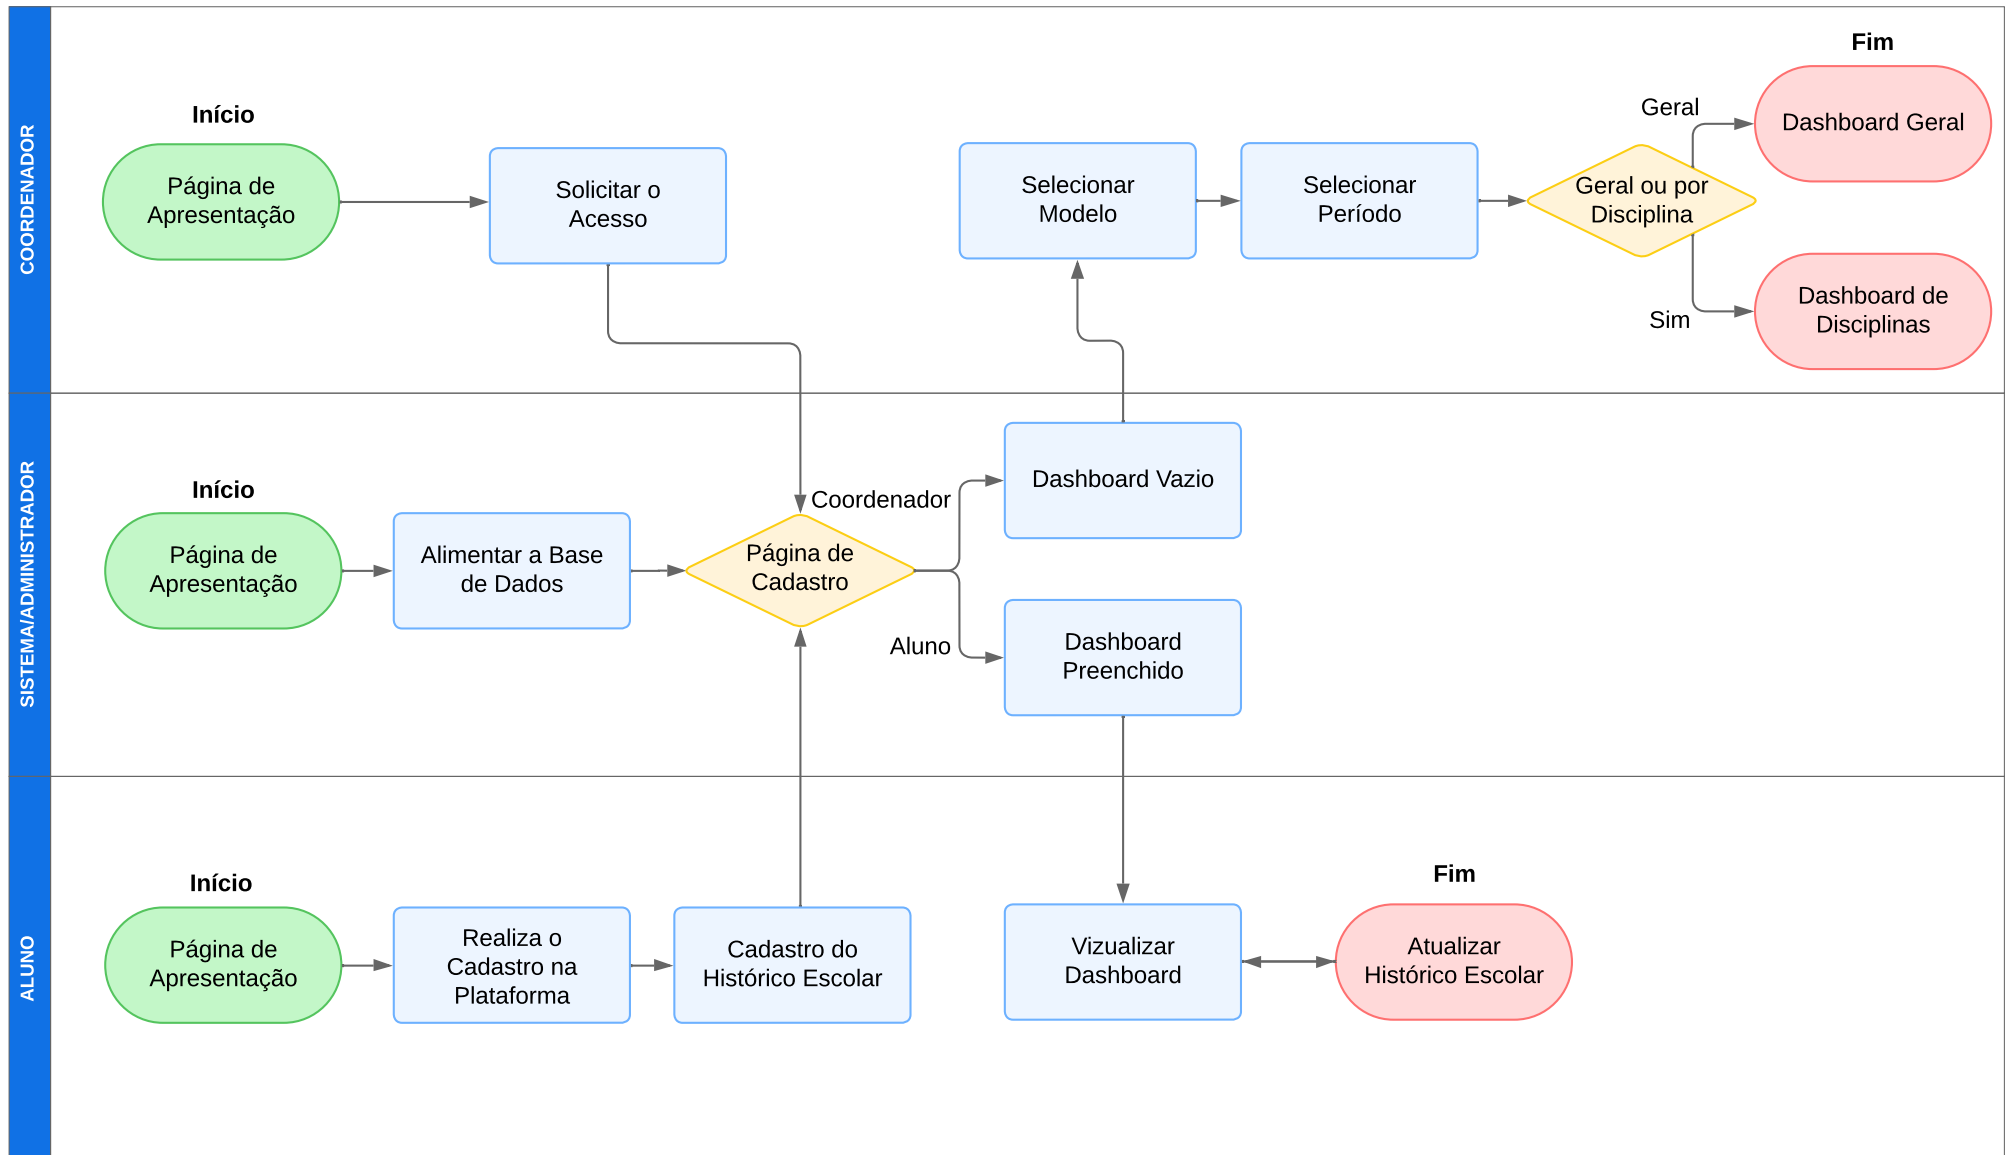 COORDENADOR
Início
Página de
Apresentação
Solicitar o
Acesso
Selecionar
Modelo
Selecionar
Período
Geral ou por
Disciplina
Geral
Sim
Fim
Dashboard Geral
Dashboard de
Disciplinas
SISTEMA/ADMINISTRADOR
Início
Página de
Apresentação
Alimentar a Base
de Dados
Página de
Cadastro
Coordenador
Aluno
Dashboard Vazio
Dashboard
Preenchido
ALUNO
Início
Página de
Apresentação
Realiza o
Cadastro na
Plataforma
Cadastro do
Histórico Escolar
Vizualizar
Dashboard
Fim
Atualizar
Histórico Escolar